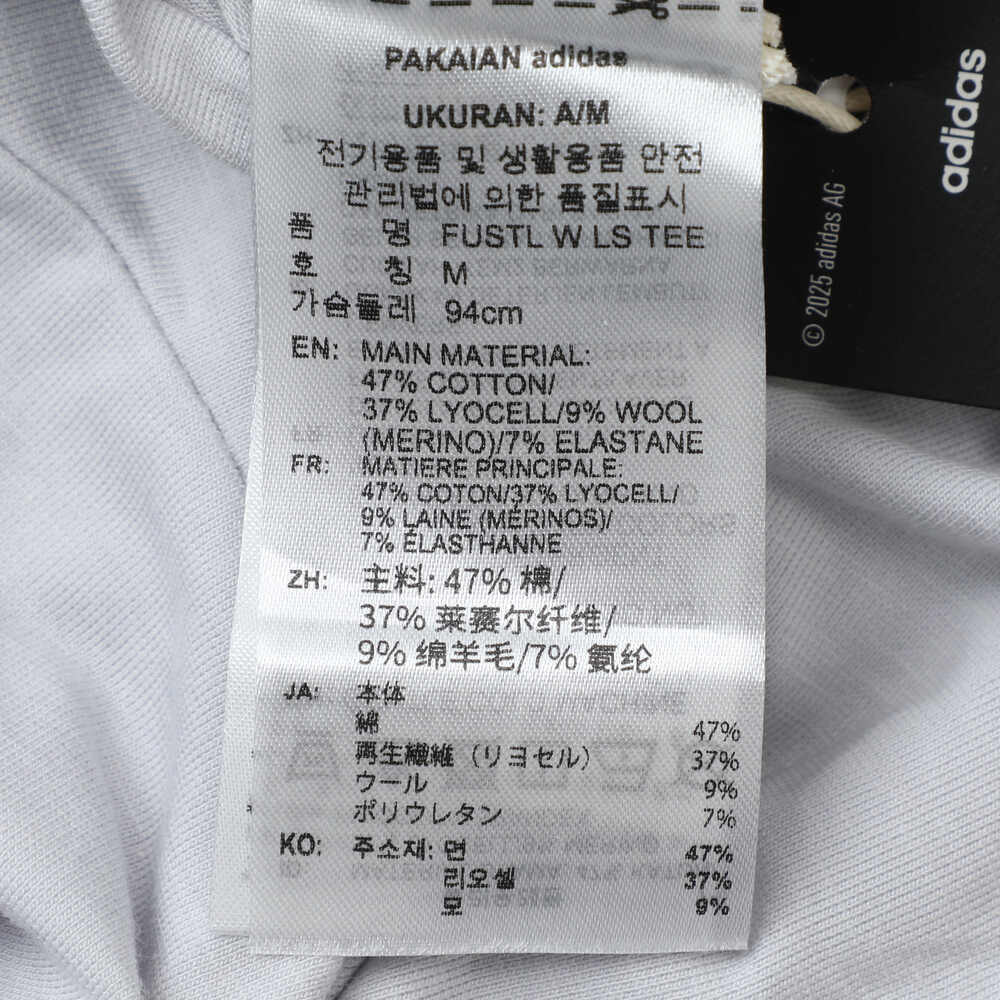 PAKAIAN adidas
UKURAN: A/M
전기용품 및 생활용품 안전
관리법에 의한 품질표시
품 명 FUSTL W LS TEE
호 칭 M
가슴둘레 94cm
EN: MAIN MATERIAL:
47% COTTON/
37% LYOCELL/9% WOOL
(MERINO)/7% ELASTANE
FR: MATIERE PRINCIPALE:
47% COTON/37% LYOCELL/
9% LAINE (MÉRINOS)/
7% ÉLASTHANNE
ZH: 主料: 47% 棉/
37% 莱赛尔纤维/
9% 绵羊毛/7% 氨纶
JA: 本体
綿 47%
再生繊維（リヨセル） 37%
ウール 9%
ポリウレタン 7%
KO: 주소재: 면 47%
리오셀 37%
모 9%
adidas
© 2025 adidas AG